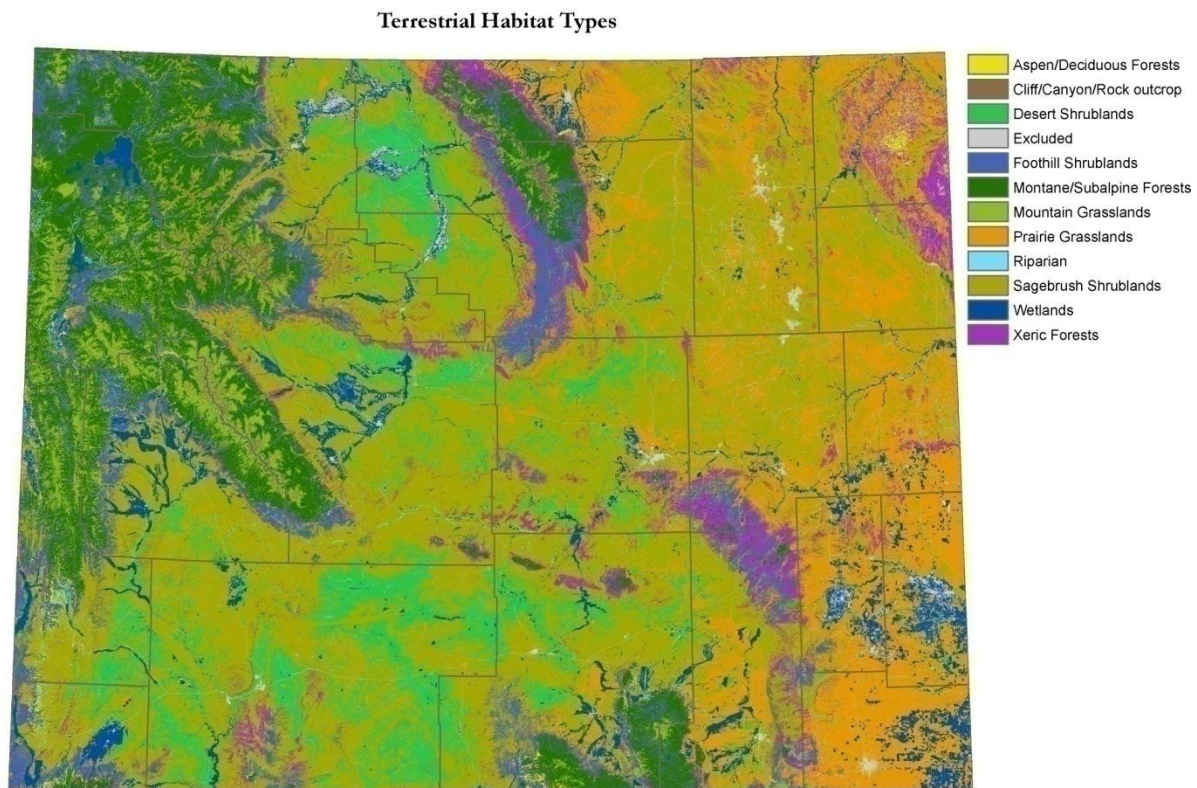 Terrestrial Habitat Types
Aspen/Deciduous Forests
Cliff/Canyon/Rock outcrop
Desert Shrublands
Excluded
Foothill Shrublands
Montane/Subalpine Forests
Mountain Grasslands
Prairie Grasslands
Riparian
Sagebrush Shrublands
Wetlands
Xeric Forests